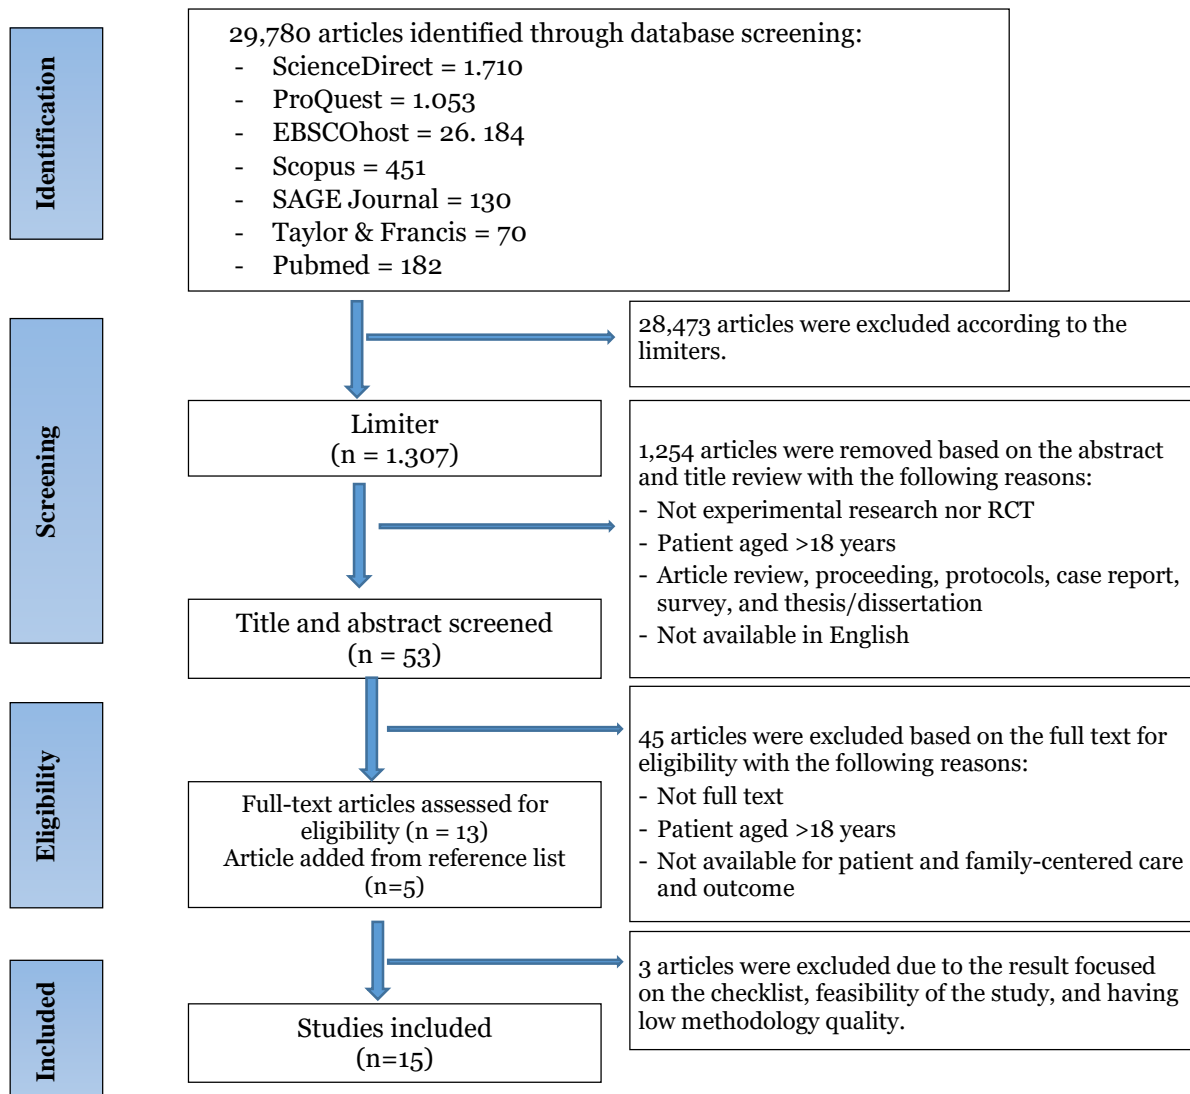 Identification
29,780 articles identified through database screening:
- ScienceDirect = 1.710
- ProQuest = 1.053
- EBSCOhost = 26. 184
- Scopus = 451
- SAGE Journal = 130
- Taylor & Francis = 70
- Pubmed = 182
Screening
28,473 articles were excluded according to the
limiters.
Limiter
(n = 1.307)
1,254 articles were removed based on the abstract
and title review with the following reasons:
- Not experimental research nor RCT
- Patient aged >18 years
- Article review, proceeding, protocols, case report,
survey, and thesis/dissertation
- Not available in English
Title and abstract screened
(n = 53)
Eligibility
45 articles were excluded based on the full text for
eligibility with the following reasons:
- Not full text
- Patient aged >18 years
- Not available for patient and family-centered care
and outcome
Full-text articles assessed for
eligibility (n = 13)
Article added from reference list
(n=5)
Included
3 articles were excluded due to the result focused
on the checklist, feasibility of the study, and having
low methodology quality.
Studies included
(n=15)